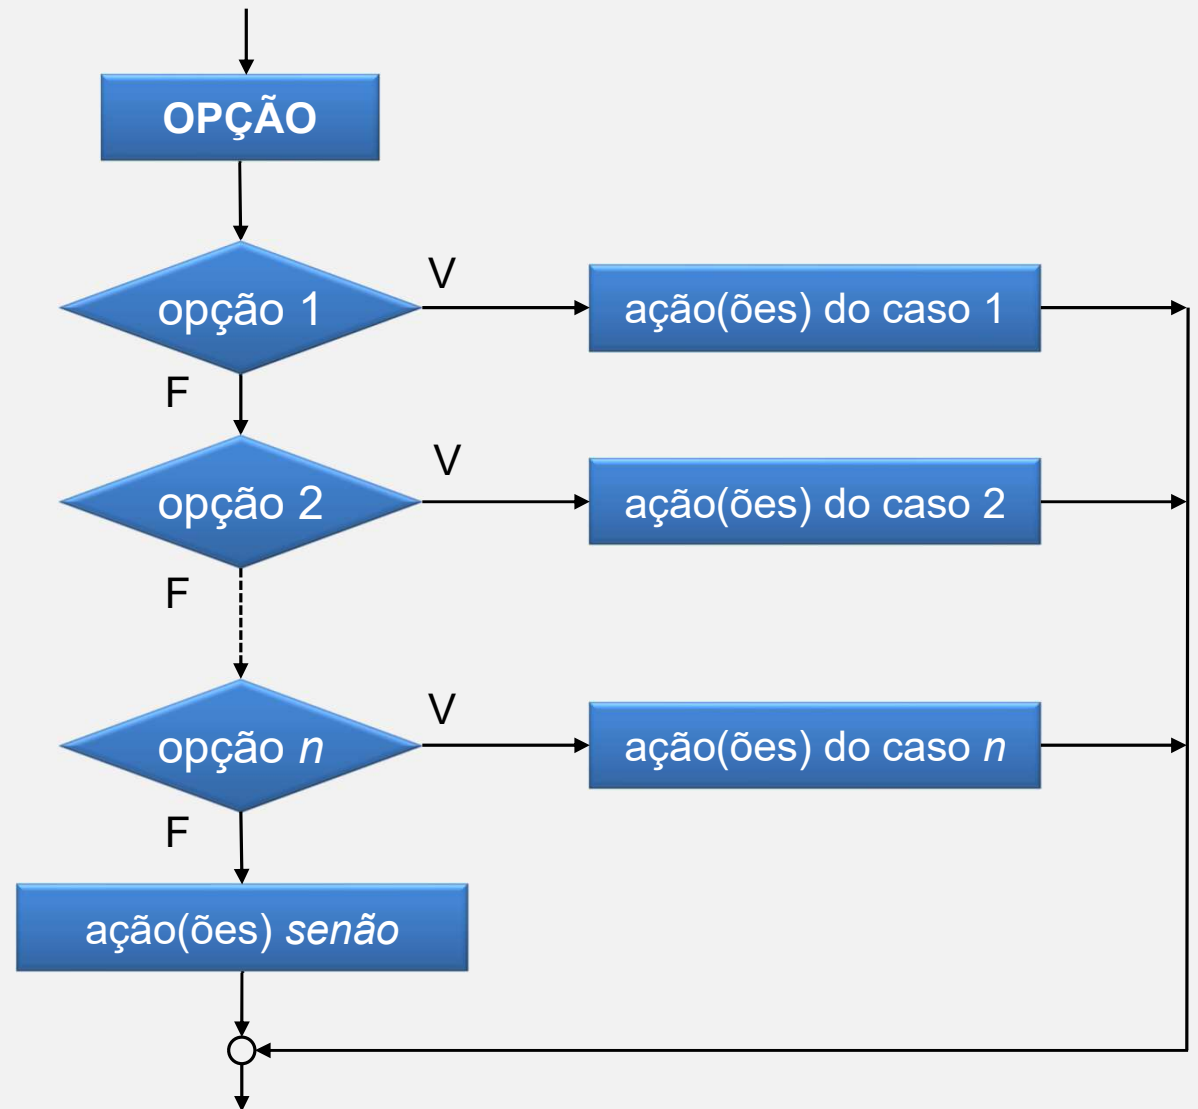 OPÇÃO
V
opção 1
ação(ões) do caso 1
F
V
opção 2
ação(ões) do caso 2
F
V
opção n
ação(ões) do caso n
F
ação(ões) senão